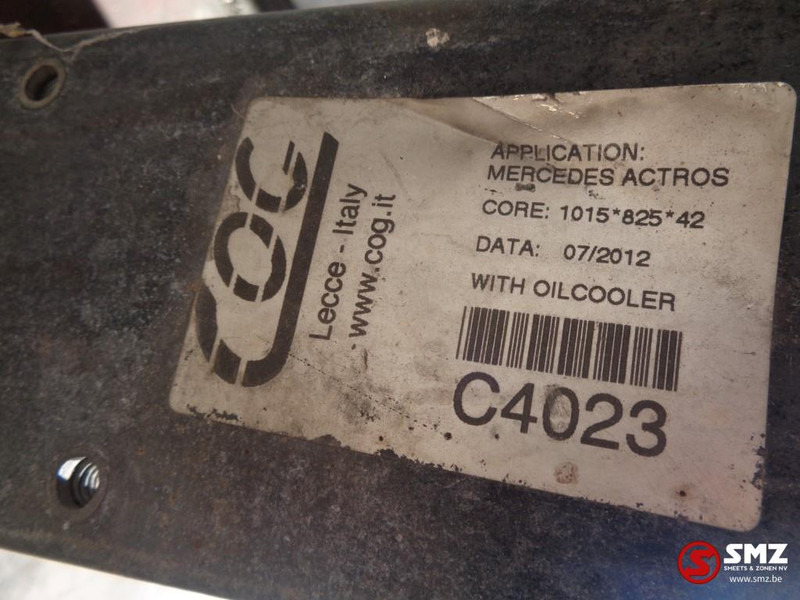 COG
Lecce - Italy
www.cog.it
APPLICATION:
MERCEDES ACTROS
CORE: 1015*825*42
DATA: 07/2012
WITH OILCOOLER
C4023
SMZ
SMEETS & ZONEN NV
www.smz.be